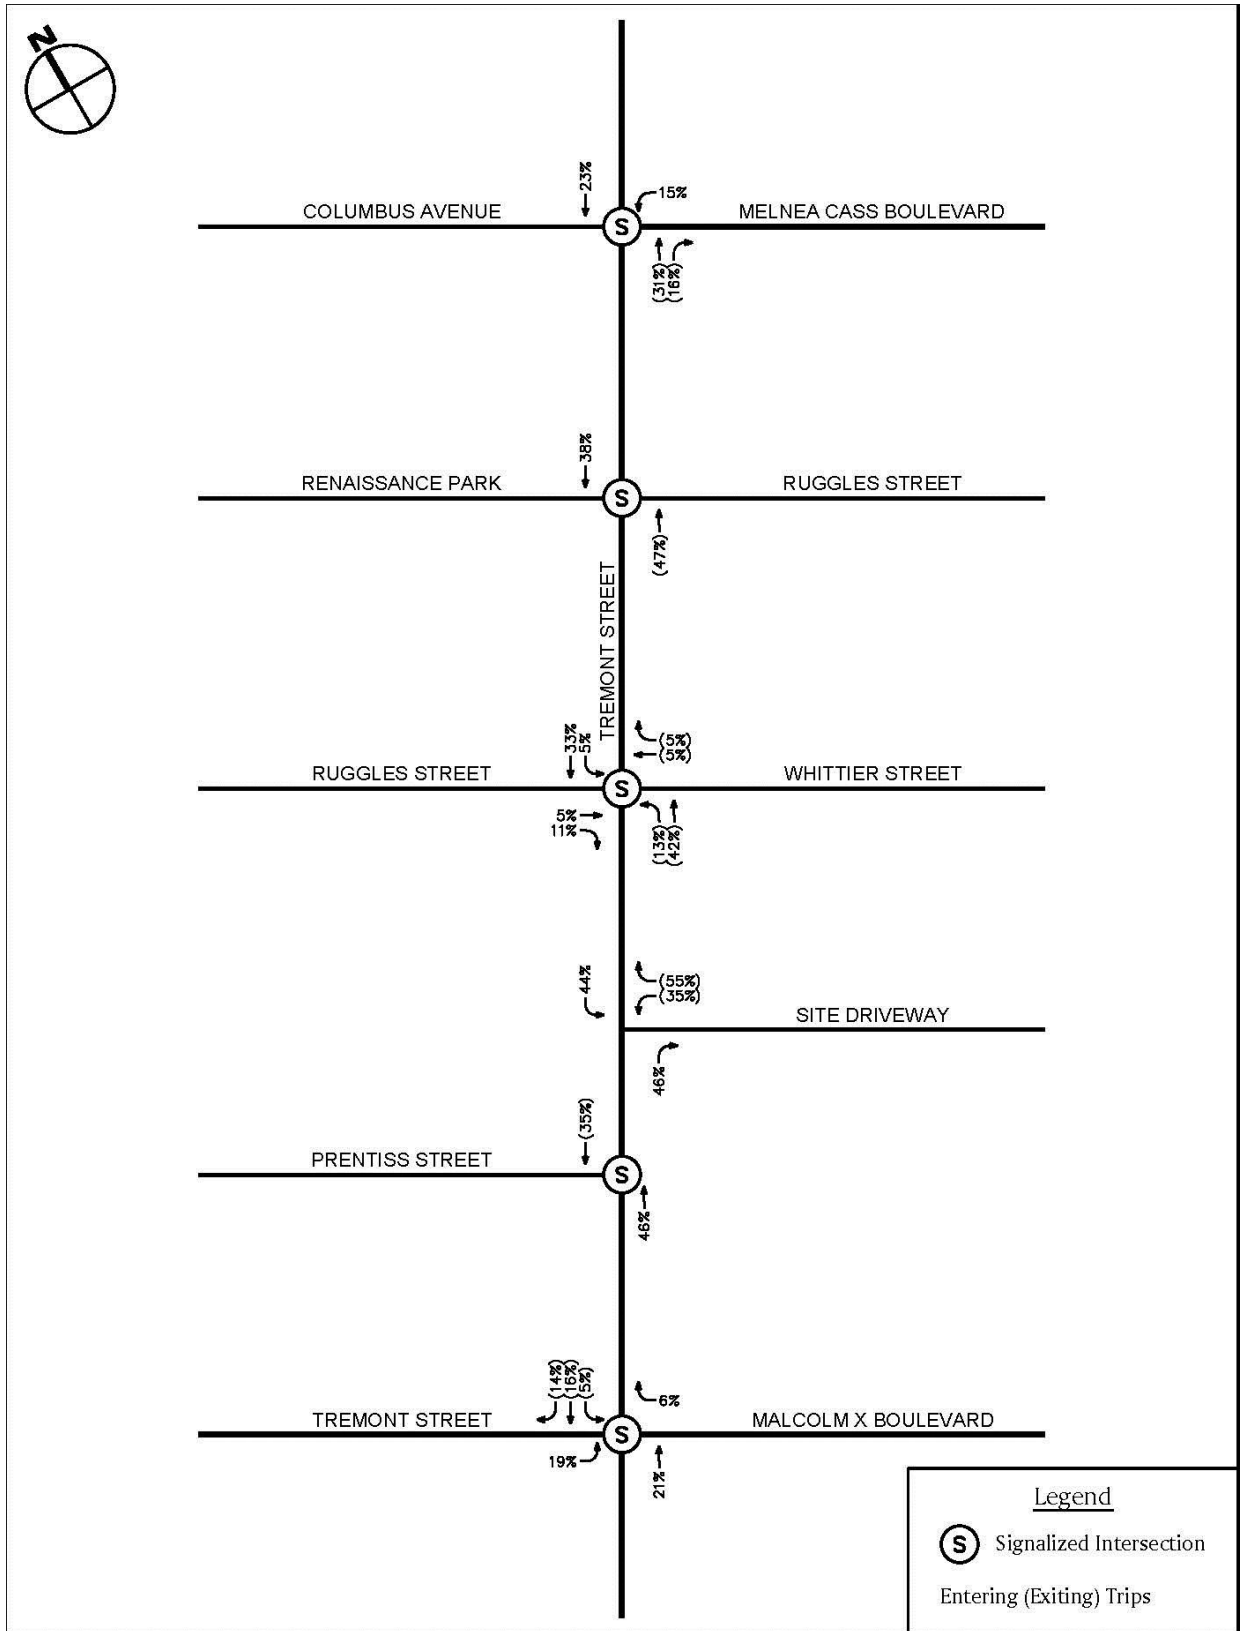 N
23%
15%
COLUMBUS AVENUE
S
MELNEA CASS BOULEVARD
(31%)
(16%)
38%
RENAISSANCE PARK
S
RUGGLES STREET
(47%)
TREMONT STREET
33%
5%
(5%)
(5%)
RUGGLES STREET
S
WHITTIER STREET
5%
11%
(13%)
(42%)
44%
(55%)
(35%)
SITE DRIVEWAY
46%
(35%)
PRENTISS STREET
S
46%
(14%)
(16%)
(5%)
6%
TREMONT STREET
S
MALCOLM X BOULEVARD
19%
21%
Legend
S Signalized Intersection
Entering (Exiting) Trips